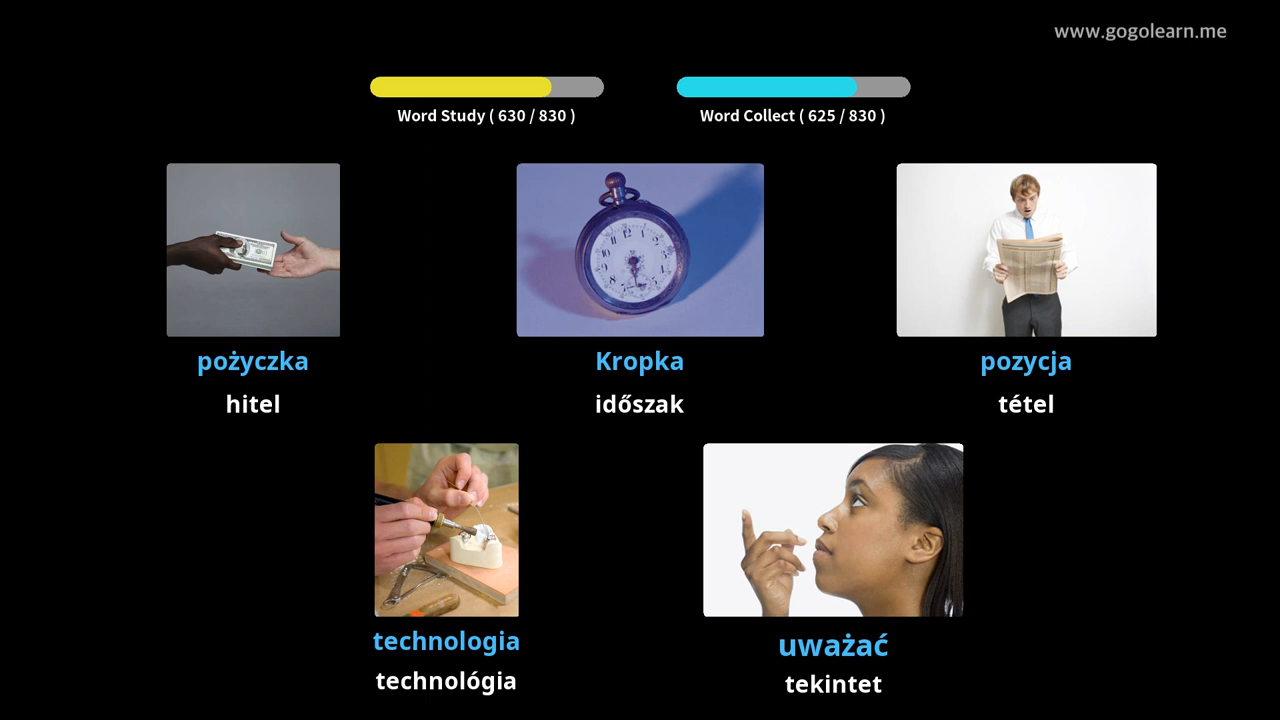 www.gogolearn.me
Word Study ( 630 / 830 )
Word Collect ( 625 / 830 )
pożyczka
hitel
Kropka
időszak
pozycja
tétel
technologia
technológia
uważać
tekintet